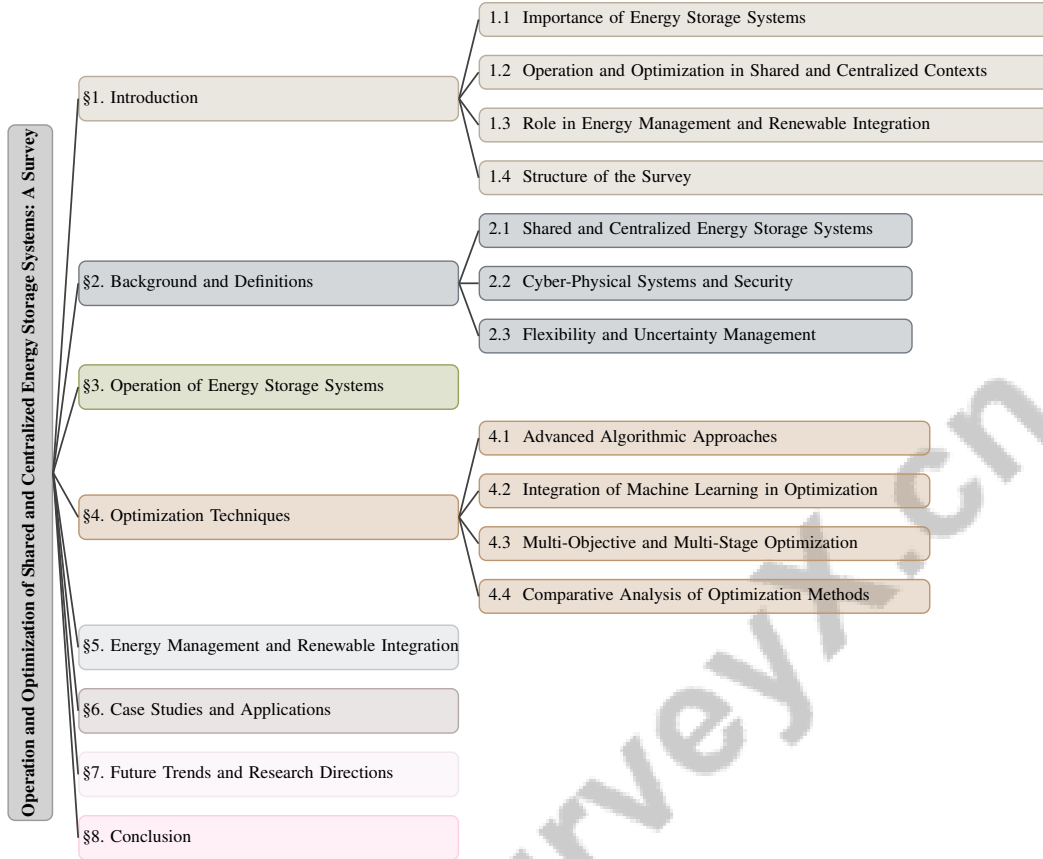 Operation and Optimization of Shared and Centralized Energy Storage Systems: A Survey
§1. Introduction
1.1 Importance of Energy Storage Systems
1.2 Operation and Optimization in Shared and Centralized Contexts
1.3 Role in Energy Management and Renewable Integration
1.4 Structure of the Survey
§2. Background and Definitions
2.1 Shared and Centralized Energy Storage Systems
2.2 Cyber-Physical Systems and Security
2.3 Flexibility and Uncertainty Management
§3. Operation of Energy Storage Systems
§4. Optimization Techniques
4.1 Advanced Algorithmic Approaches
4.2 Integration of Machine Learning in Optimization
4.3 Multi-Objective and Multi-Stage Optimization
4.4 Comparative Analysis of Optimization Methods
§5. Energy Management and Renewable Integration
§6. Case Studies and Applications
§7. Future Trends and Research Directions
§8. Conclusion
urveyX.cn